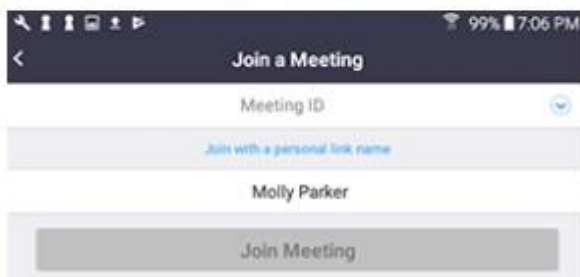 99% 7:06 PM
Join a Meeting
Meeting ID
Join with a personal link name
Molly Parker
Join Meeting